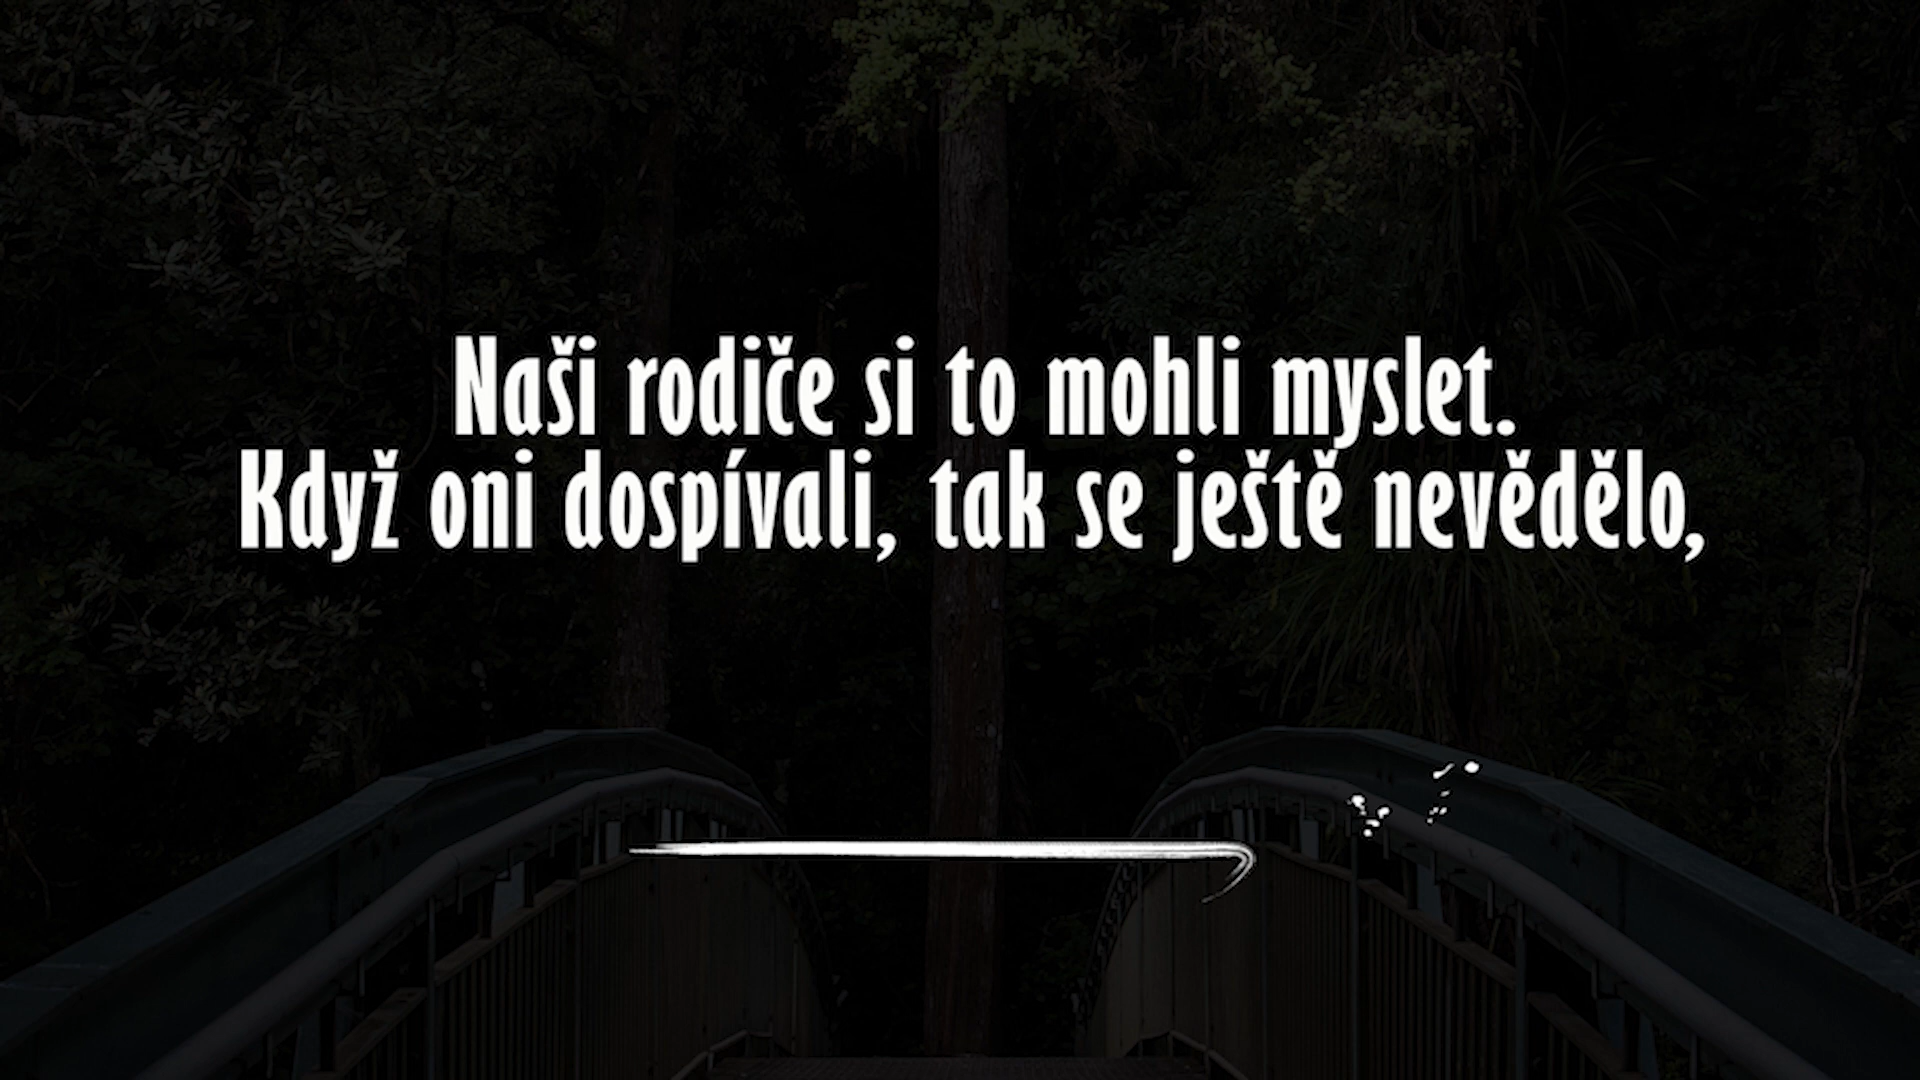 Naši rodiče si to mohli myslet.
Když oni dospívali, tak se ještě nevědělo,